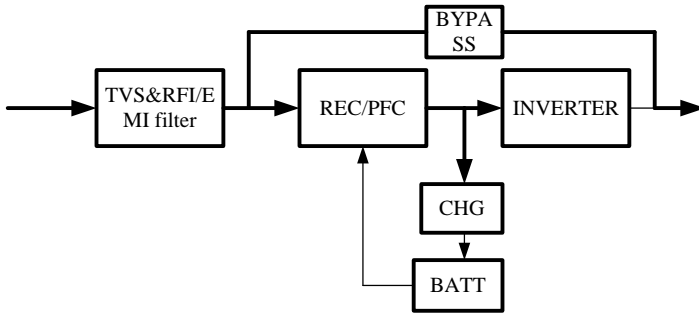 BYPA
SS
TVS&RFI/E
MI filter
REC/PFC
INVERTER
CHG
BATT